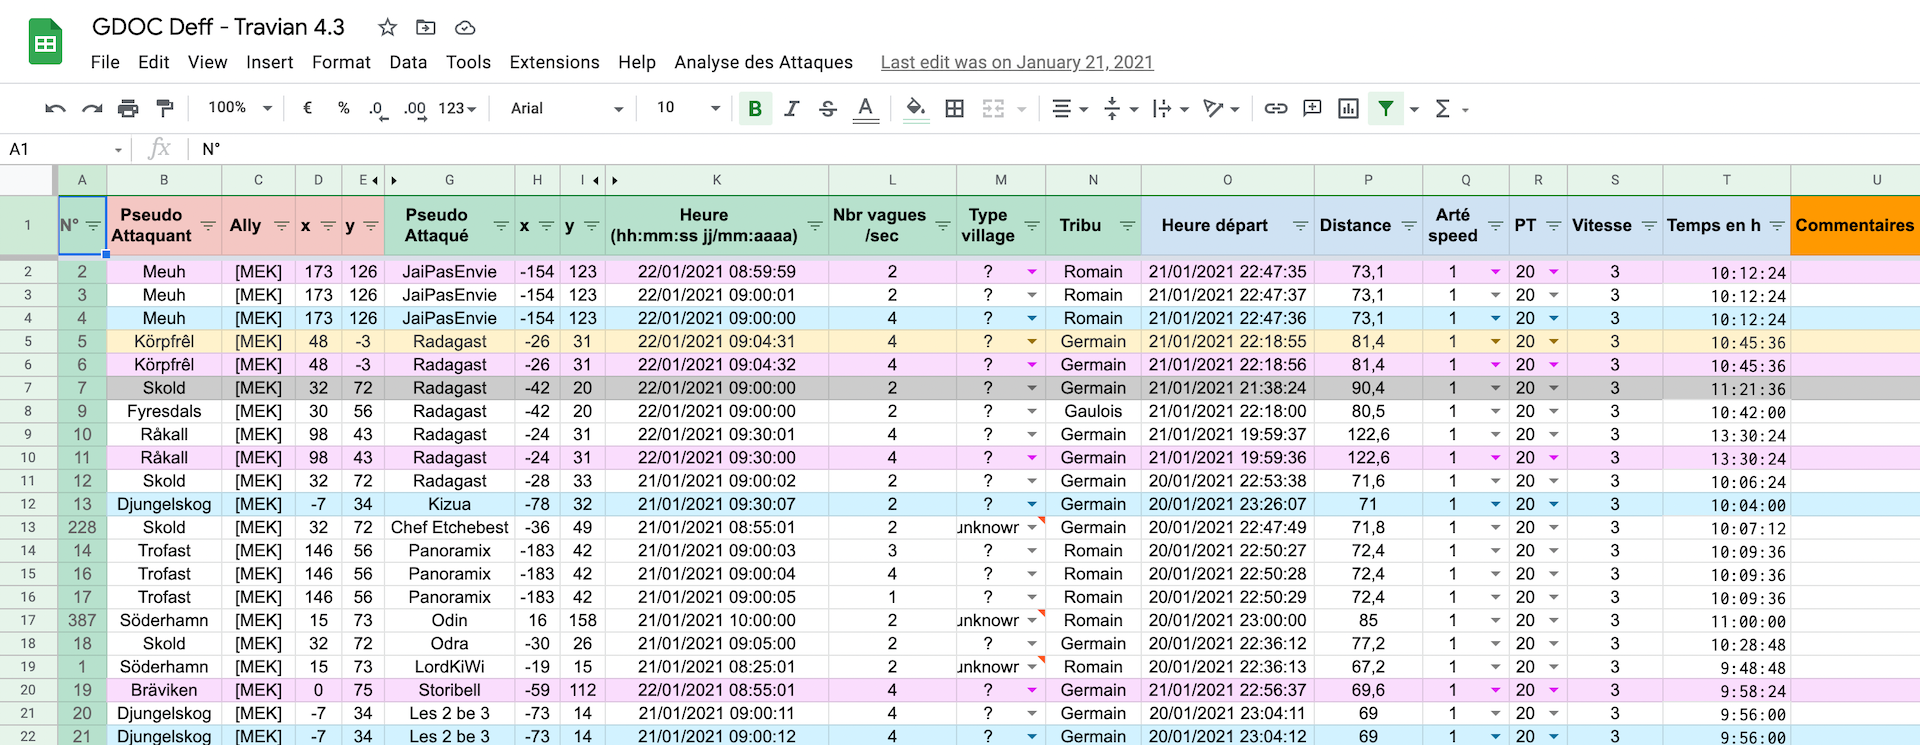 GDOC Deff - Travian 4.3
File Edit View Insert Format Data Tools Extensions Help Analyse des Attaques Last edit was on January 21, 2021
100% € % .0 .00 123 Arial 10 B I S A Σ
A1 fx N°
A B C D E G H I K L M N O P Q R S T U
1 N° Pseudo Attaquant Ally x y Pseudo Attaqué x y Heure (hh:mm:ss jj/mm:aaaa) Nbr vagues /sec Type village Tribu Heure départ Distance Arté speed PT Vitesse Temps en h Commentaires
2 2 Meuh [MEK] 173 126 JaiPasEnvie -154 123 22/01/2021 08:59:59 2 ? Romain 21/01/2021 22:47:35 73,1 1 20 3 10:12:24
3 3 Meuh [MEK] 173 126 JaiPasEnvie -154 123 22/01/2021 09:00:01 2 ? Romain 21/01/2021 22:47:37 73,1 1 20 3 10:12:24
4 4 Meuh [MEK] 173 126 JaiPasEnvie -154 123 22/01/2021 09:00:00 4 ? Romain 21/01/2021 22:47:36 73,1 1 20 3 10:12:24
5 5 Körpfrêl [MEK] 48 -3 Radagast -26 31 22/01/2021 09:04:31 4 ? Germain 21/01/2021 22:18:55 81,4 1 20 3 10:45:36
6 6 Körpfrêl [MEK] 48 -3 Radagast -26 31 22/01/2021 09:04:32 4 ? Germain 21/01/2021 22:18:56 81,4 1 20 3 10:45:36
7 7 Skold [MEK] 32 72 Radagast -42 20 22/01/2021 09:00:00 2 ? Germain 21/01/2021 21:38:24 90,4 1 20 3 11:21:36
8 9 Fyresdals [MEK] 30 56 Radagast -42 20 22/01/2021 09:00:00 2 ? Gaulois 21/01/2021 22:18:00 80,5 1 20 3 10:42:00
9 10 Råkall [MEK] 98 43 Radagast -24 31 22/01/2021 09:30:01 4 ? Germain 21/01/2021 19:59:37 122,6 1 20 3 13:30:24
10 11 Råkall [MEK] 98 43 Radagast -24 31 22/01/2021 09:30:00 4 ? Germain 21/01/2021 19:59:36 122,6 1 20 3 13:30:24
11 12 Skold [MEK] 32 72 Radagast -28 33 21/01/2021 09:00:02 2 ? Germain 20/01/2021 22:53:38 71,6 1 20 3 10:06:24
12 13 Djungelskog [MEK] -7 34 Kizua -78 32 21/01/2021 09:30:07 2 ? Germain 20/01/2021 23:26:07 71 1 20 3 10:04:00
13 228 Skold [MEK] 32 72 Chef Etchebest -36 49 21/01/2021 08:55:01 2 unknowr Germain 20/01/2021 22:47:49 71,8 1 20 3 10:07:12
14 14 Trofast [MEK] 146 56 Panoramix -183 42 21/01/2021 09:00:03 3 ? Romain 20/01/2021 22:50:27 72,4 1 20 3 10:09:36
15 16 Trofast [MEK] 146 56 Panoramix -183 42 21/01/2021 09:00:04 4 ? Romain 20/01/2021 22:50:28 72,4 1 20 3 10:09:36
16 17 Trofast [MEK] 146 56 Panoramix -183 42 21/01/2021 09:00:05 1 ? Romain 20/01/2021 22:50:29 72,4 1 20 3 10:09:36
17 387 Söderhamn [MEK] 15 73 Odin 16 158 21/01/2021 10:00:00 2 unknowr Romain 20/01/2021 23:00:00 85 1 20 3 11:00:00
18 18 Skold [MEK] 32 72 Odra -30 26 21/01/2021 09:05:00 2 ? Germain 20/01/2021 22:36:12 77,2 1 20 3 10:28:48
19 1 Söderhamn [MEK] 15 73 LordKiWi -19 15 21/01/2021 08:25:01 2 unknowr Romain 20/01/2021 22:36:13 67,2 1 20 3 9:48:48
20 19 Bräviken [MEK] 0 75 Storibell -59 112 22/01/2021 08:55:01 4 ? Germain 21/01/2021 22:56:37 69,6 1 20 3 9:58:24
21 20 Djungelskog [MEK] -7 34 Les 2 be 3 -73 14 21/01/2021 09:00:11 4 ? Germain 20/01/2021 23:04:11 69 1 20 3 9:56:00
22 21 Djungelskog [MEK] -7 34 Les 2 be 3 -73 14 21/01/2021 09:00:12 4 ? Germain 20/01/2021 23:04:12 69 1 20 3 9:56:00